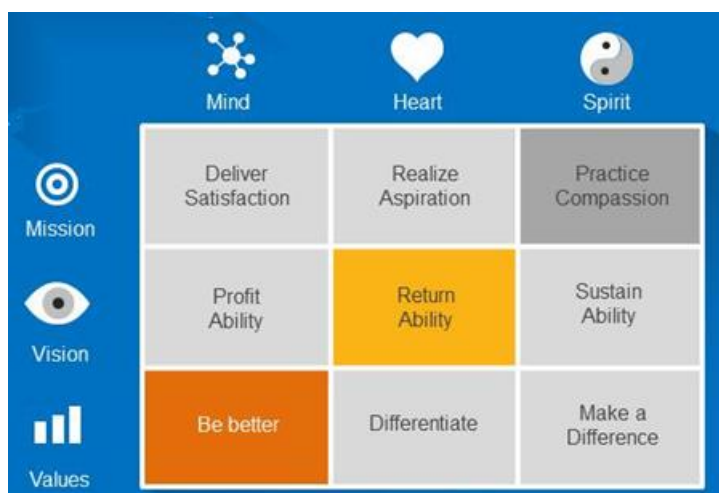 Mind
Heart
Spirit
Mission
Deliver
Satisfaction
Realize
Aspiration
Practice
Compassion
Vision
Profit
Ability
Return
Ability
Sustain
Ability
Values
Be better
Differentiate
Make a
Difference